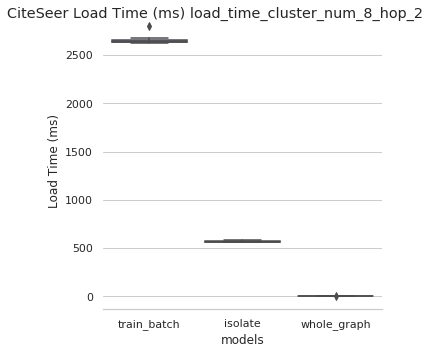 CiteSeer Load Time (ms) load_time_cluster_num_8_hop_2
2500
2000
1500
1000
500
0
Load Time (ms)
train_batch
isolate
whole_graph
models